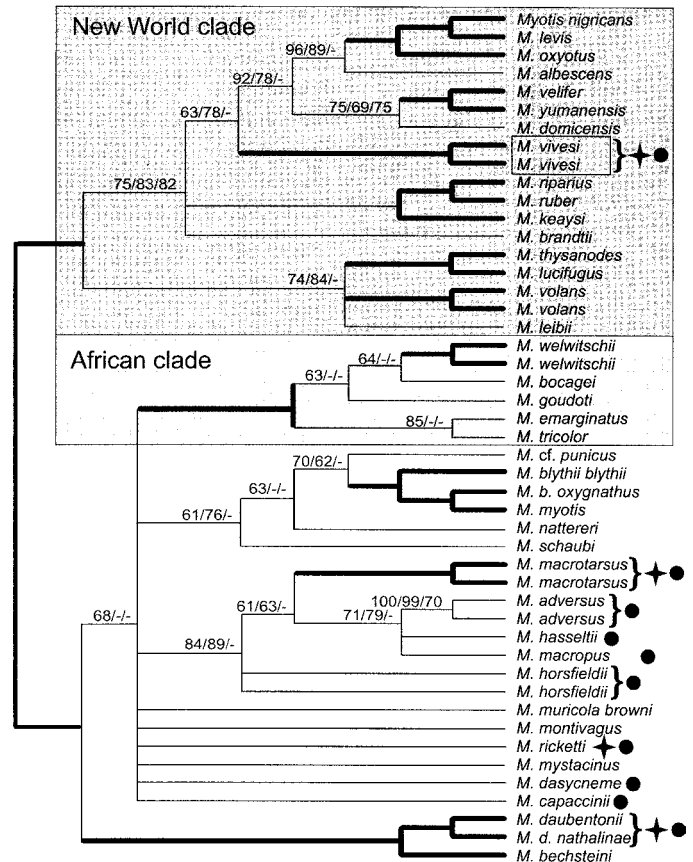 New World clade
Myotis nigricans
M. levis
96/89/-
M. oxyotus
M. albescens
92/78/-
M. velifer
75/69/75
M. yumanensis
63/78/-
M. domicensis
M. vivesi
M. vivesi
75/83/82
M. riparius
M. ruber
M. keaysi
M. brandtii
M. thysanodes
74/84/-
M. lucifugus
M. volans
M. volans
M. leibii
African clade
M. welwitschii
64/-/-
M. welwitschii
63/-/-
M. bocagei
M. goudoti
85/-/-
M. emarginatus
M. tricolor
M. cf. punicus
70/62/-
M. blythii blythii
63/-/-
M. b. oxygnathus
61/76/-
M. myotis
M. nattereri
M. schaubi
M. macrotarsus
M. macrotarsus
100/99/70
M. adversus
61/63/-
71/79/-
M. adversus
68/-/-
M. hasseltii
84/89/-
M. macropus
M. horsfieldii
M. horsfieldii
M. muricola browni
M. montivagus
M. ricketti
M. mystacinus
M. dasycneme
M. capaccinii
M. daubentonii
M. d. nathalinae
M. bechsteini